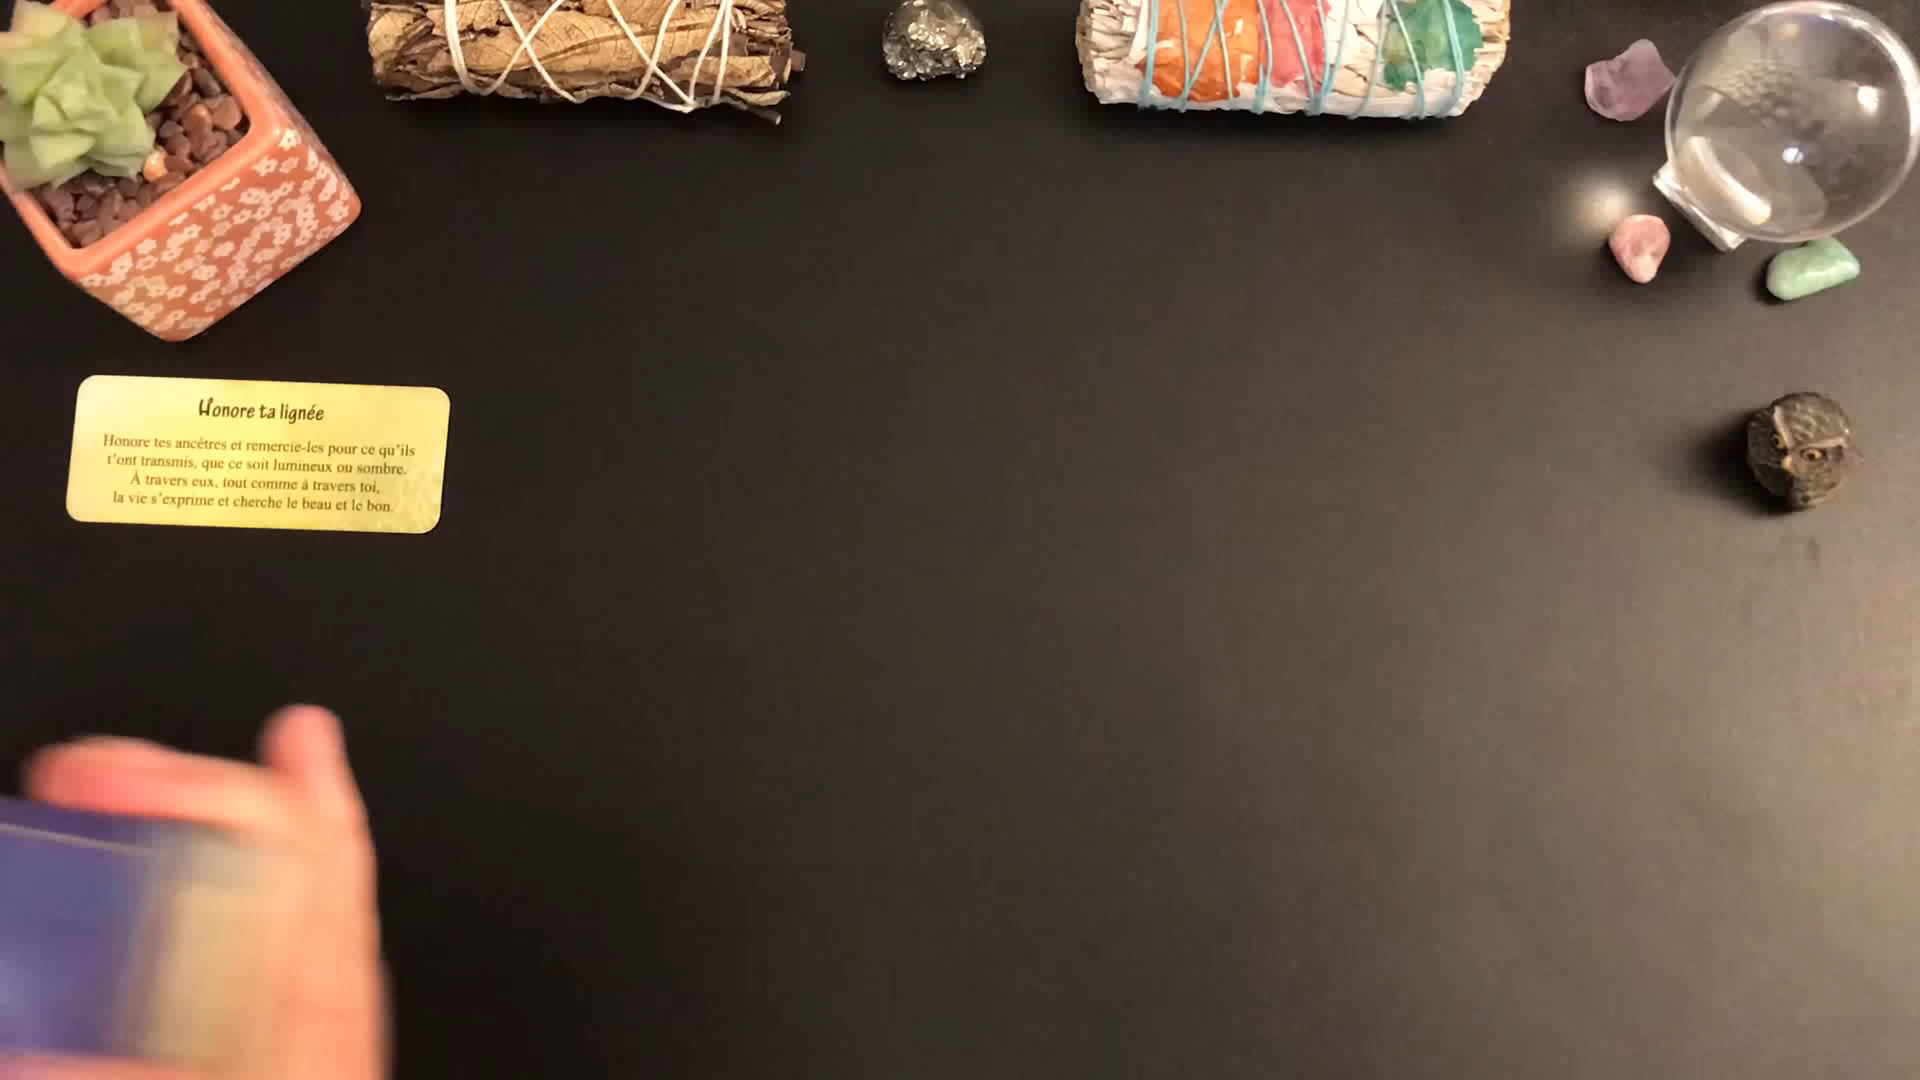 Honore ta lignée
Honore tes ancêtres et remercie-les pour ce qu'ils
t'ont transmis, que ce soit lumineux ou sombre.
À travers eux, tout comme à travers toi,
la vie s'exprime et cherche le beau et le bon.